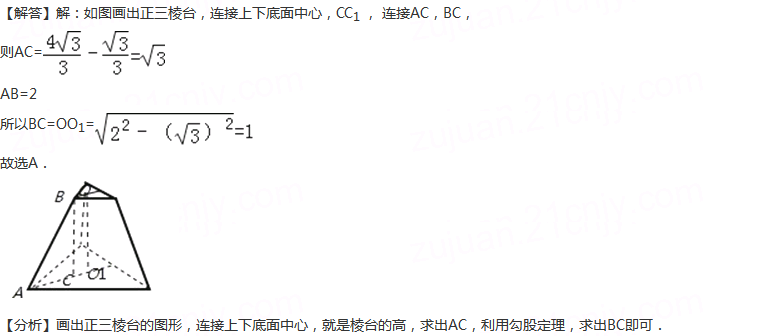 【解答】解：如图画出正三棱台，连接上下底面中心，CC₁ ， 连接AC，BC，
则AC=\frac{4\sqrt{3}}{3} - \frac{\sqrt{3}}{3}=\sqrt{3}
AB=2
所以BC=OO₁=\sqrt{2^2 - （\sqrt{3}）^2}=1
故选A．
B
C
O1
A
【分析】画出正三棱台的图形，连接上下底面中心，就是棱台的高，求出AC，利用勾股定理，求出BC即可．